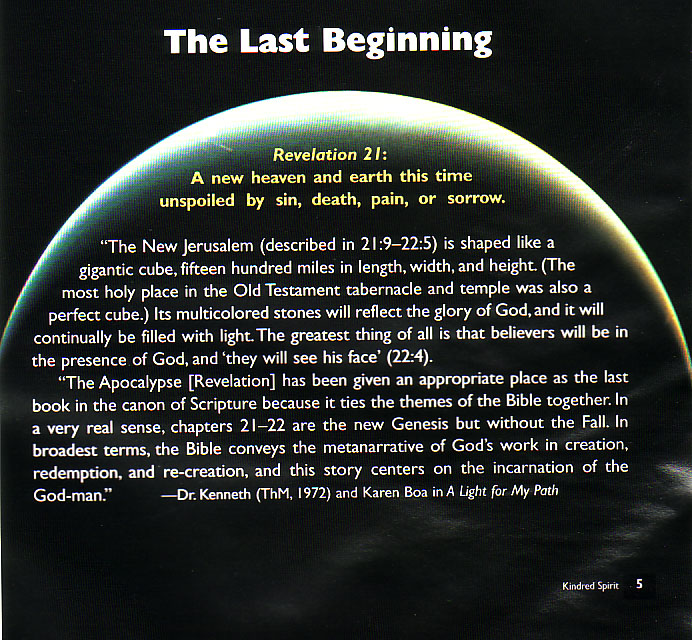 The Last Beginning
Revelation 21:
A new heaven and earth this time
unspoiled by sin, death, pain, or sorrow.
“The New Jerusalem (described in 21:9–22:5) is shaped like a
gigantic cube, fifteen hundred miles in length, width, and height. (The
most holy place in the Old Testament tabernacle and temple was also a
perfect cube.) Its multicolored stones will reflect the glory of God, and it will
continually be filled with light. The greatest thing of all is that believers will be in
the presence of God, and ‘they will see his face’ (22:4).
“The Apocalypse [Revelation] has been given an appropriate place as the last
book in the canon of Scripture because it ties the themes of the Bible together. In
a very real sense, chapters 21–22 are the new Genesis but without the Fall. In
broadest terms, the Bible conveys the metanarrative of God’s work in creation,
redemption, and re-creation, and this story centers on the incarnation of the
God-man.” —Dr. Kenneth (ThM, 1972) and Karen Boa in A Light for My Path
Kindred Spirit 5